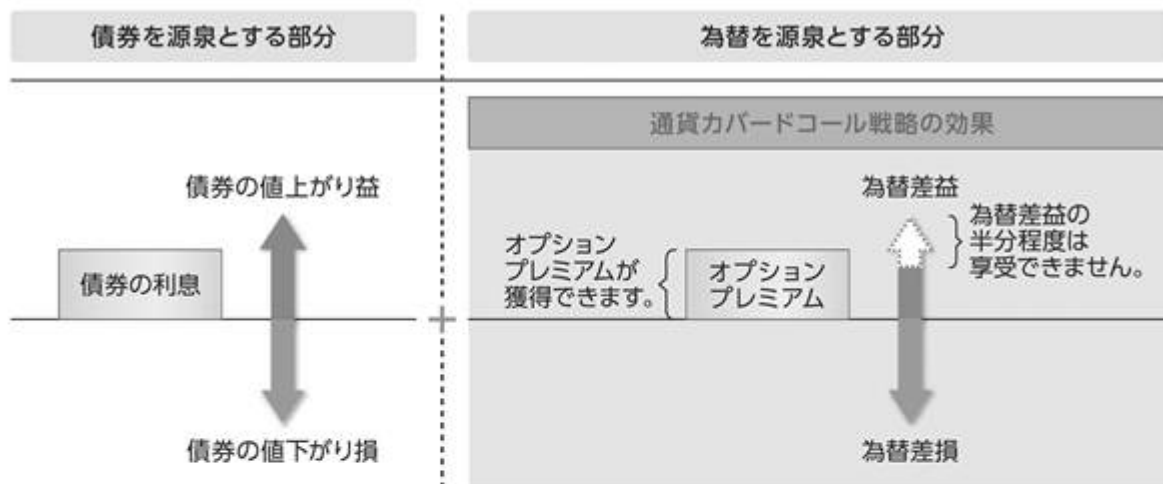 債券を源泉とする部分
為替を源泉とする部分
通貨カバードコール戦略の効果
債券の値上がり益
債券の利息
債券の値下がり損
為替差益
為替差益の
半分程度は
享受できません。
オプション
プレミアムが
獲得できます。
オプション
プレミアム
為替差損